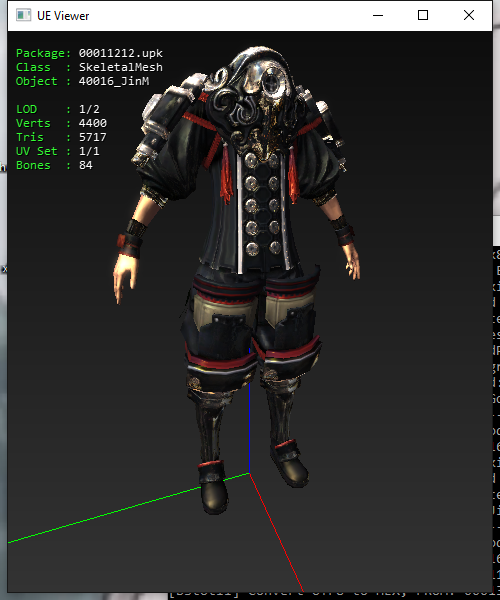 UE Viewer
Package: 00011212.upk
Class : SkeletalMesh
Object : 40016_JinM
LOD : 1/2
Verts : 4400
Tris : 5717
UV Set : 1/1
Bones : 84